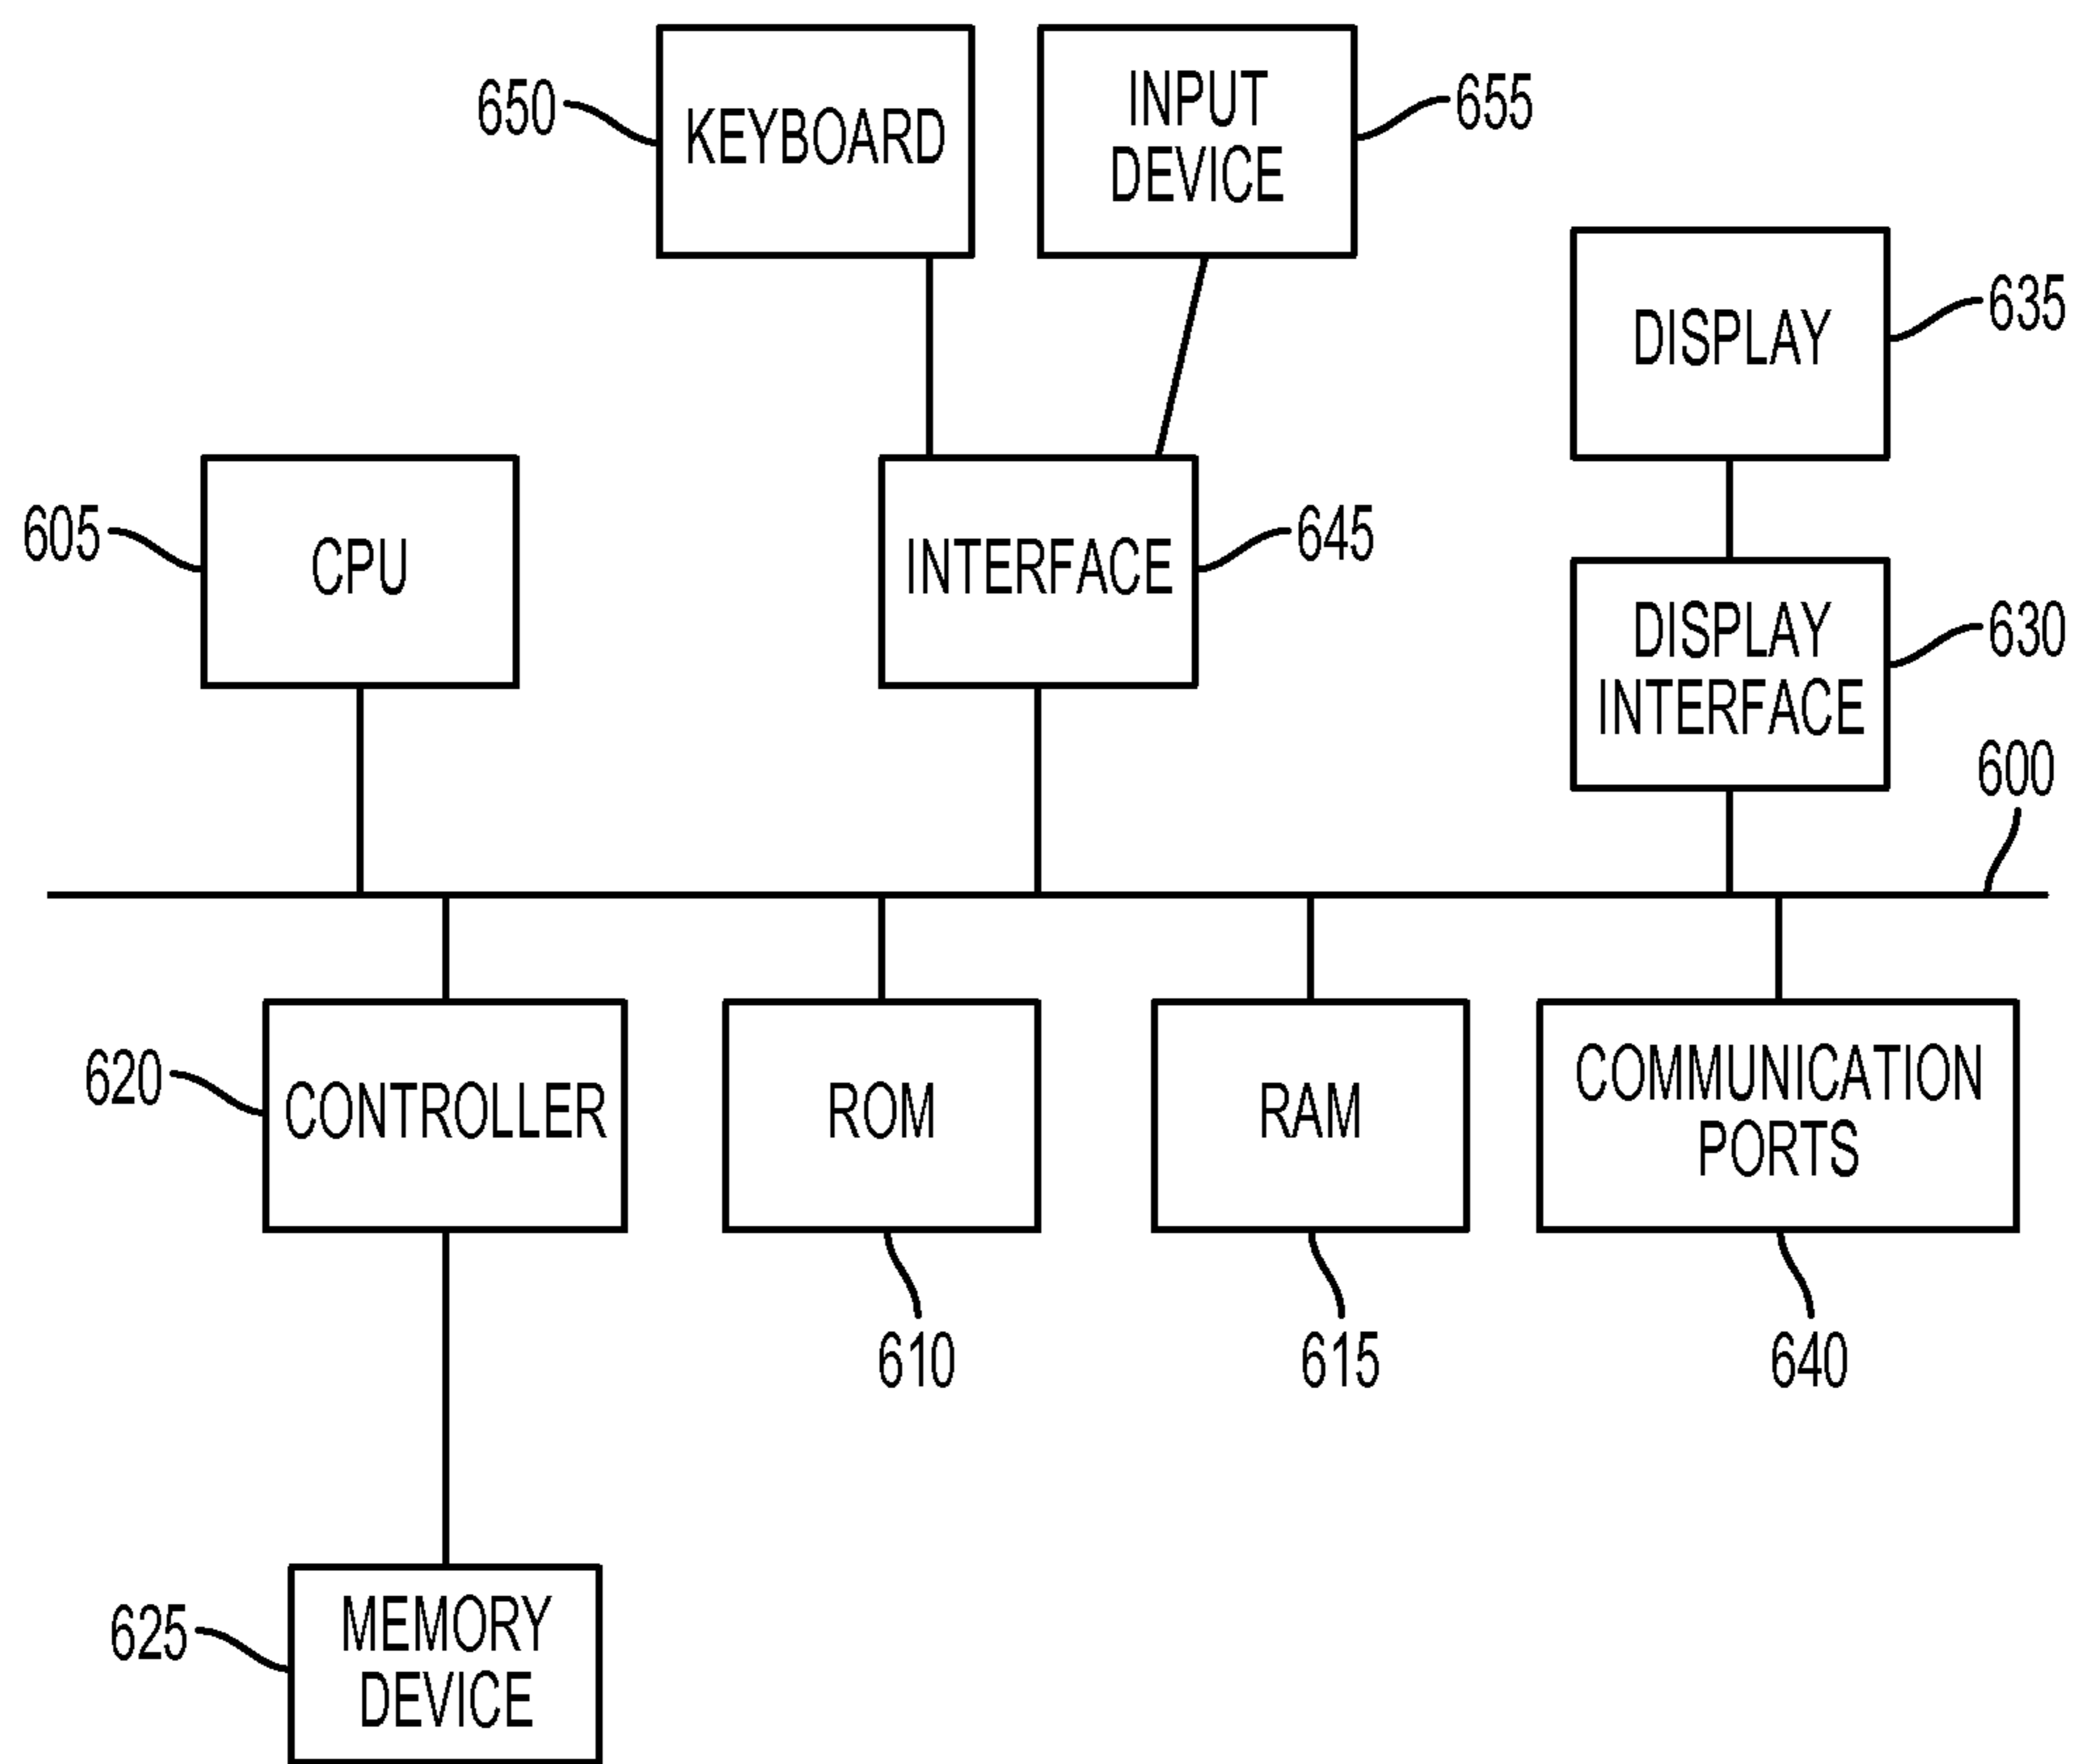 650
KEYBOARD
INPUT
DEVICE
655
DISPLAY
635
605
CPU
INTERFACE
645
DISPLAY
INTERFACE
630
600
620
CONTROLLER
ROM
RAM
COMMUNICATION
PORTS
610
615
640
625
MEMORY
DEVICE